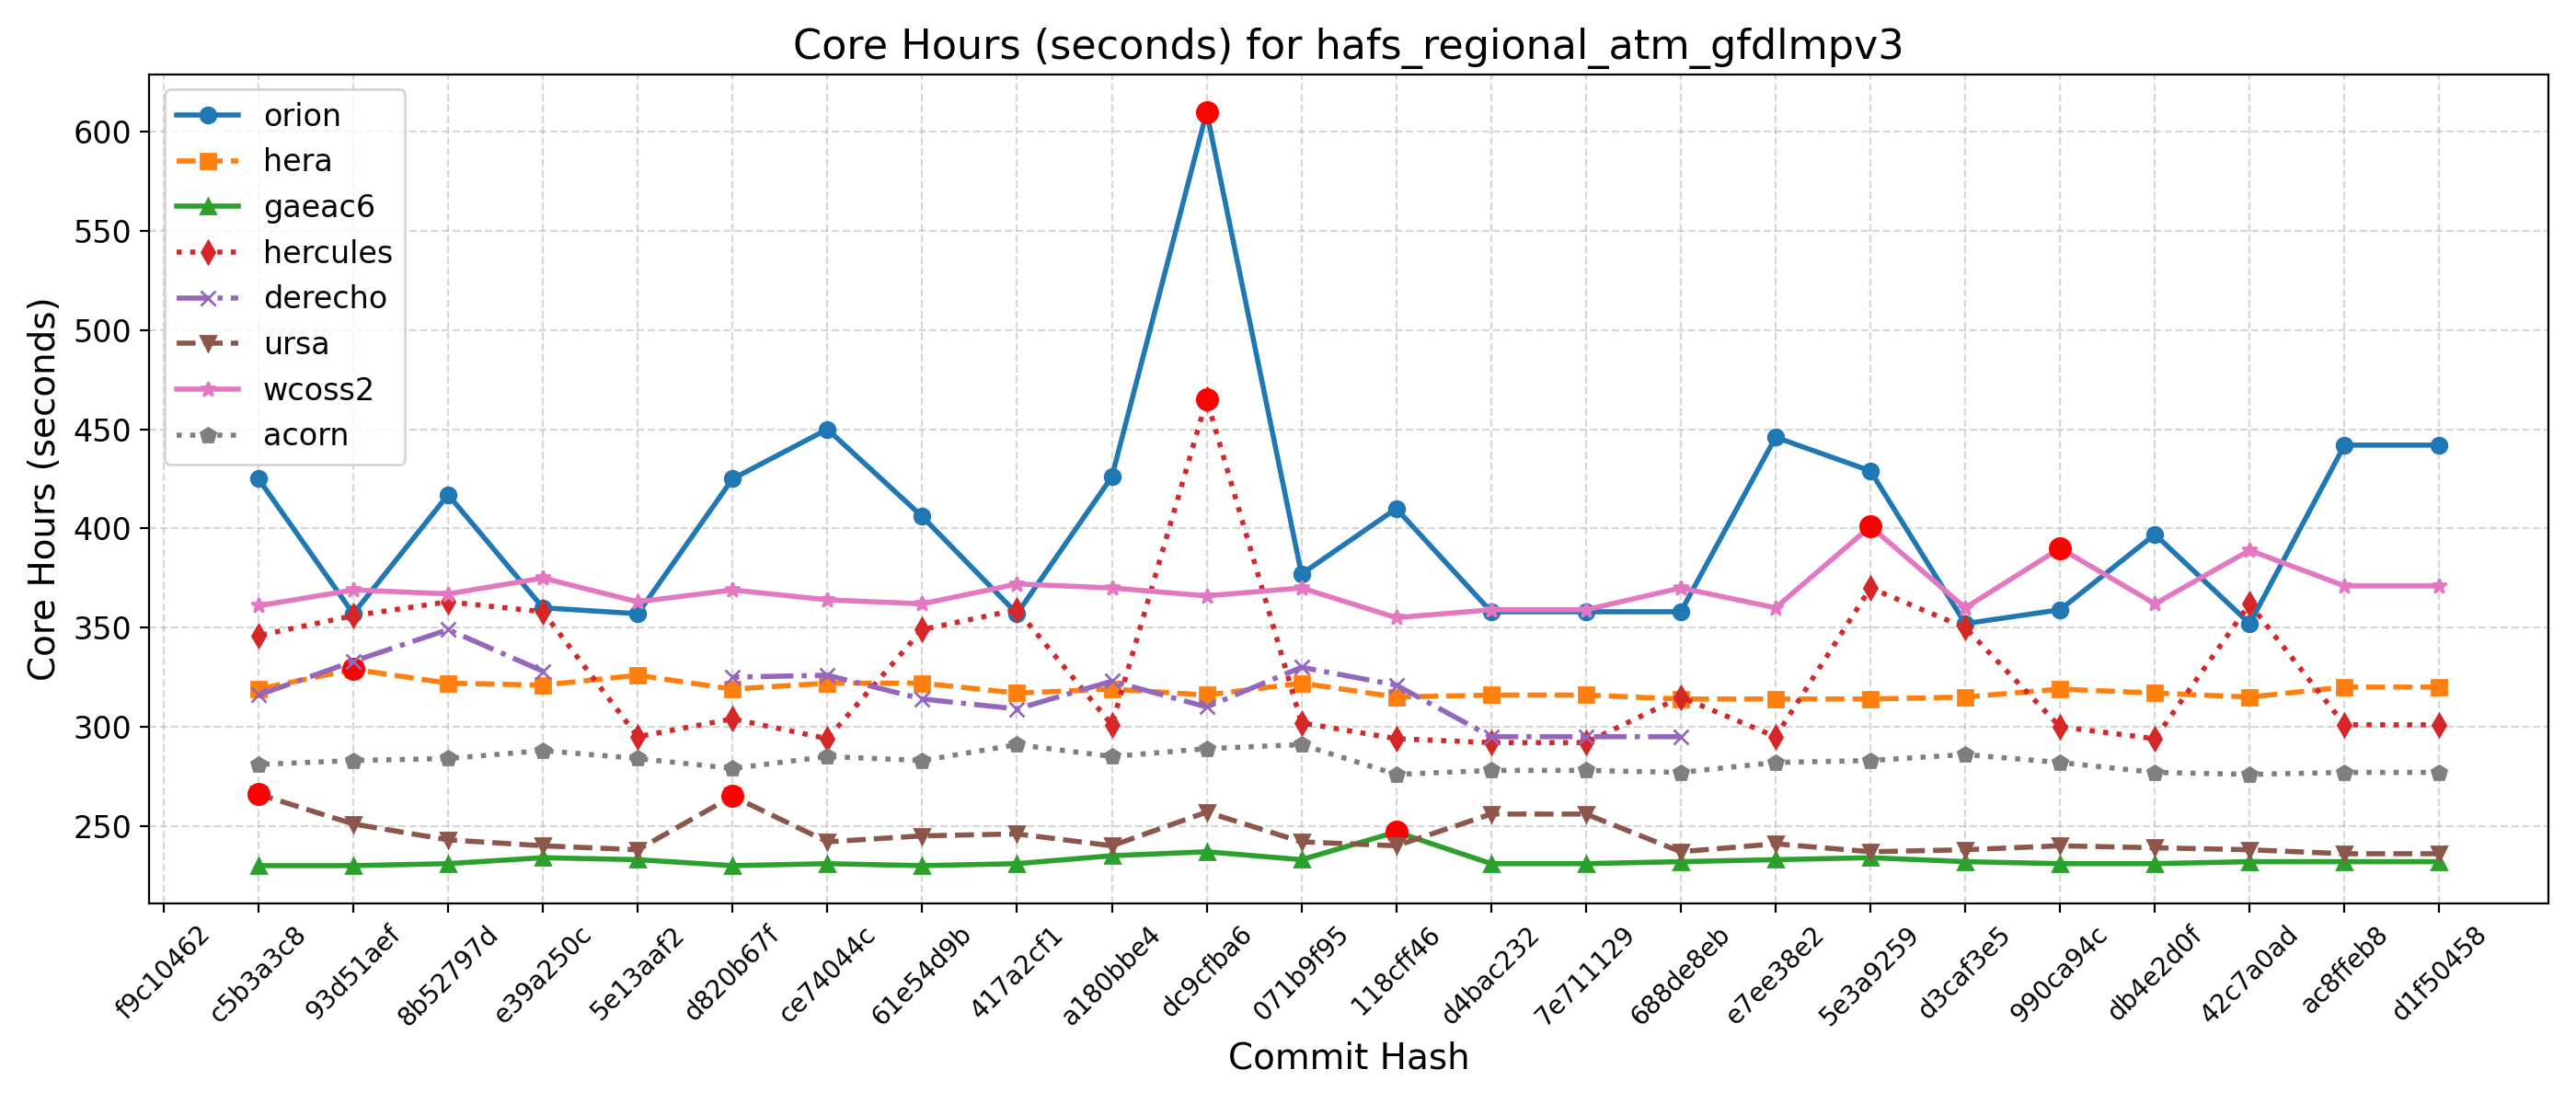 Core Hours (seconds) for hafs_regional_atm_gfdlmpv3
orion
hera
gaeac6
hercules
derecho
ursa
wcoss2
acorn
Core Hours (seconds)
600
550
500
450
400
350
300
250
f9c10462
c5b3a3c8
93d51aef
8b52797d
e39a250c
5e13aaf2
d820b67f
ce74044c
61e54d9b
417a2cf1
a180bbe4
dc9cfba6
071b9f95
118cff46
d4bac232
7e711129
688de8eb
e7ee38e2
5e3a9259
d3caf3e5
990ca94c
db4e2d0f
42c7a0ad
ac8ffeb8
d1f50458
Commit Hash